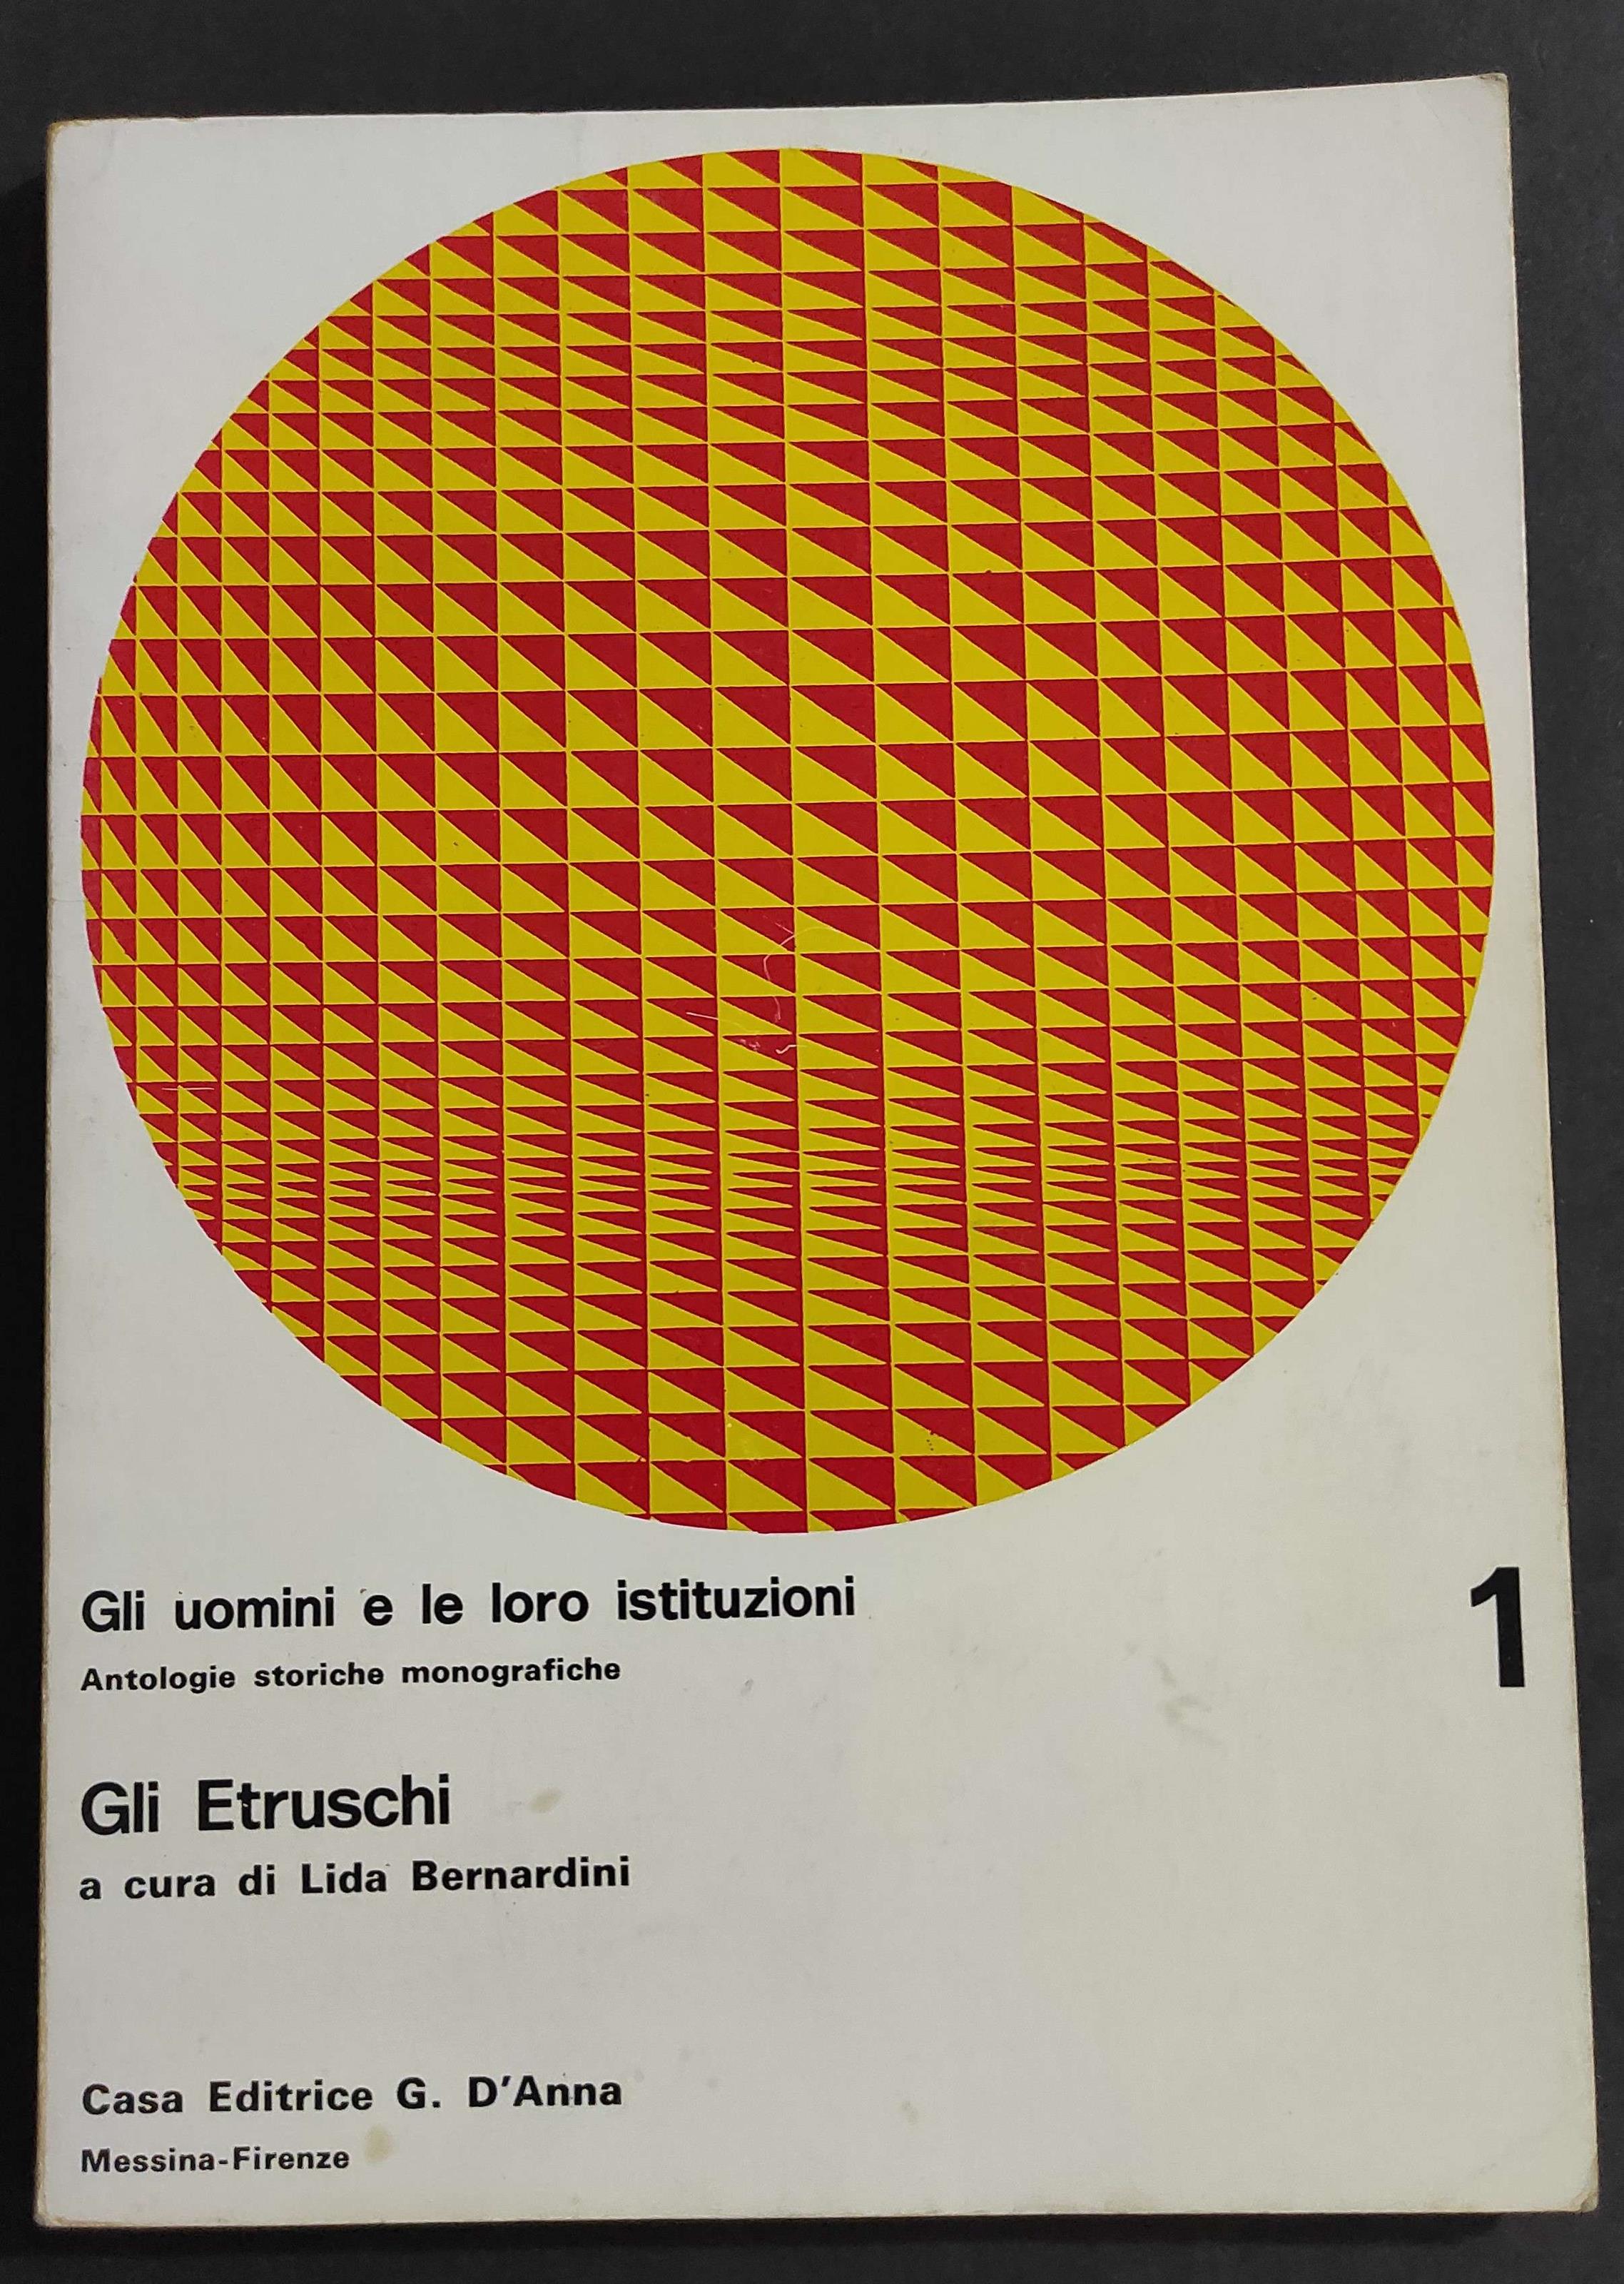 Gli uomini e le loro istituzioni
1
Antologie storiche monografiche
Gli Etruschi
a cura di Lida Bernardini
Casa Editrice G. D'Anna
Messina-Firenze